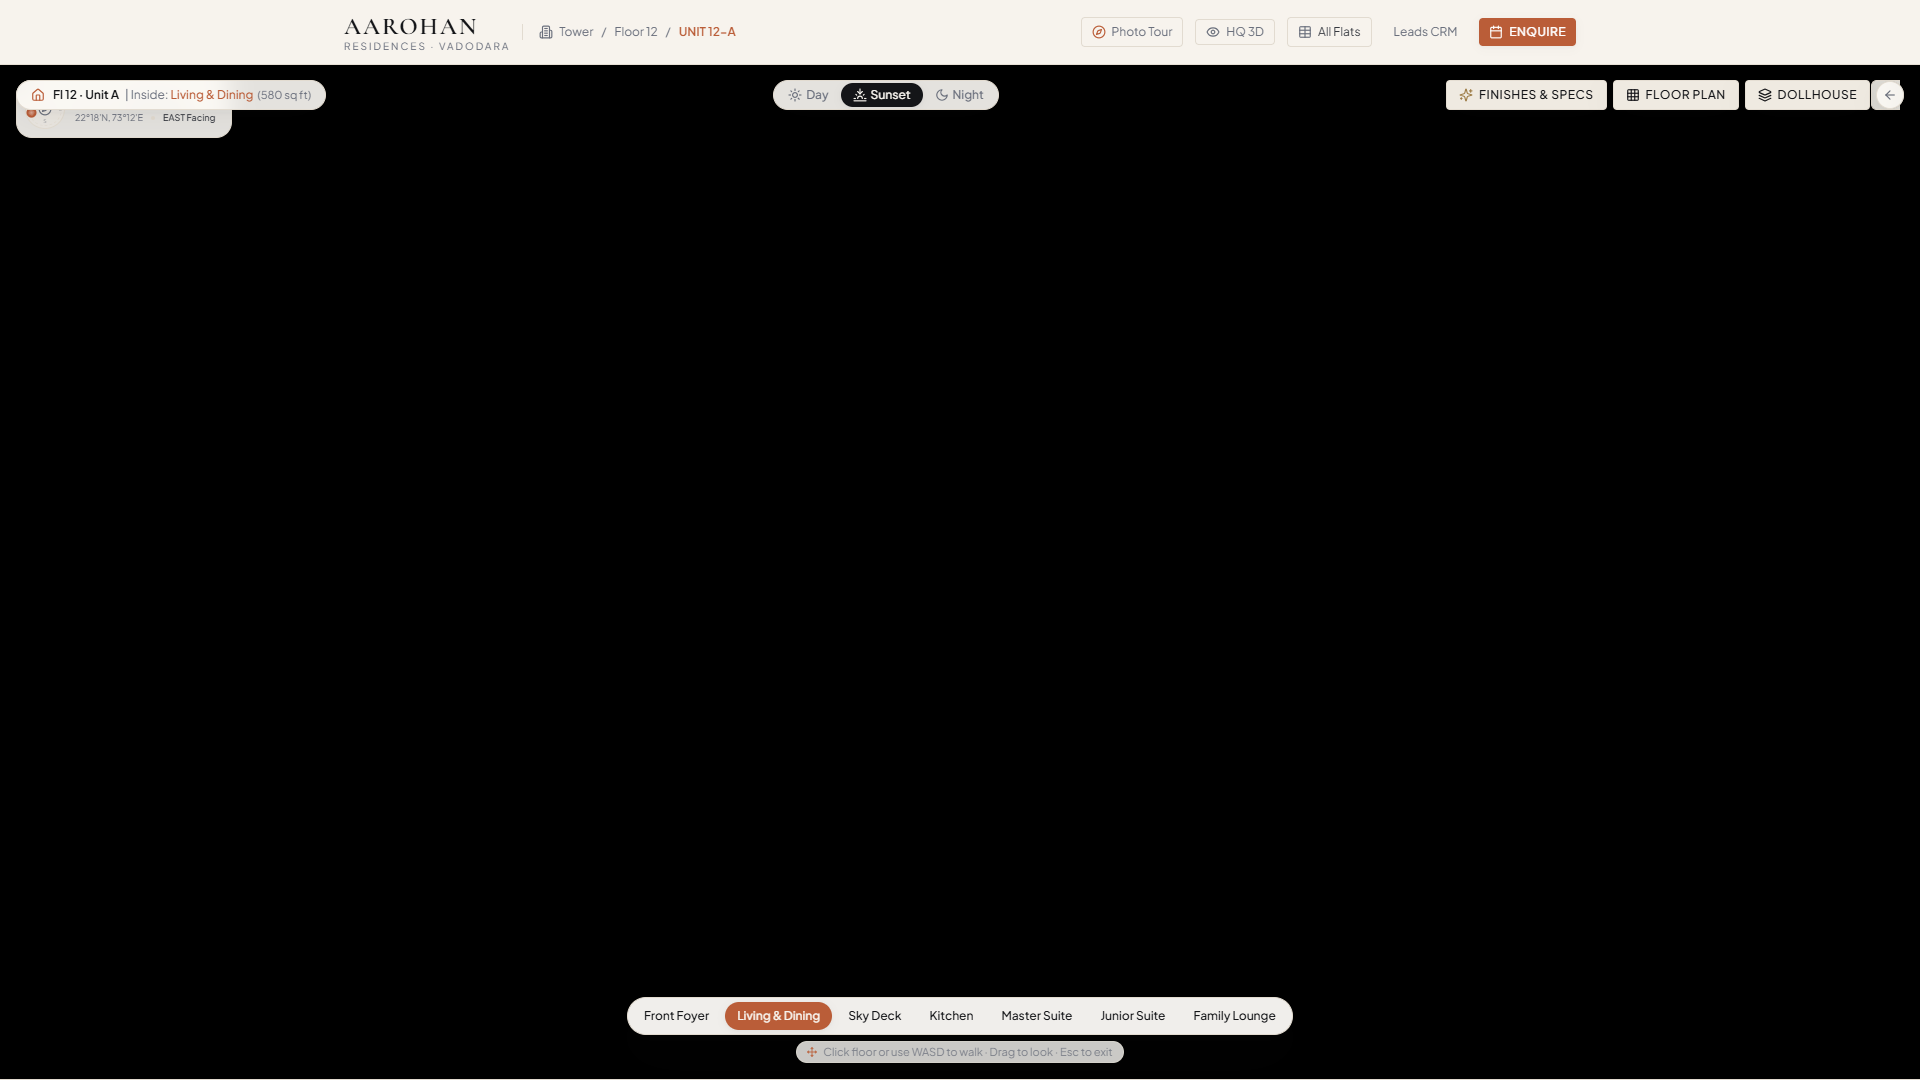 AAROHAN
RESIDENCES · VADODARA
Tower / Floor 12 / UNIT 12-A
Photo Tour
HQ 3D
All Flats
Leads CRM
ENQUIRE
Fl 12 · Unit A | Inside: Living & Dining (580 sq ft)
22°18'N, 73°12'E EAST Facing
Day
Sunset
Night
FINISHES & SPECS
FLOOR PLAN
DOLLHOUSE
Front Foyer
Living & Dining
Sky Deck
Kitchen
Master Suite
Junior Suite
Family Lounge
Click floor or use WASD to walk · Drag to look · Esc to exit